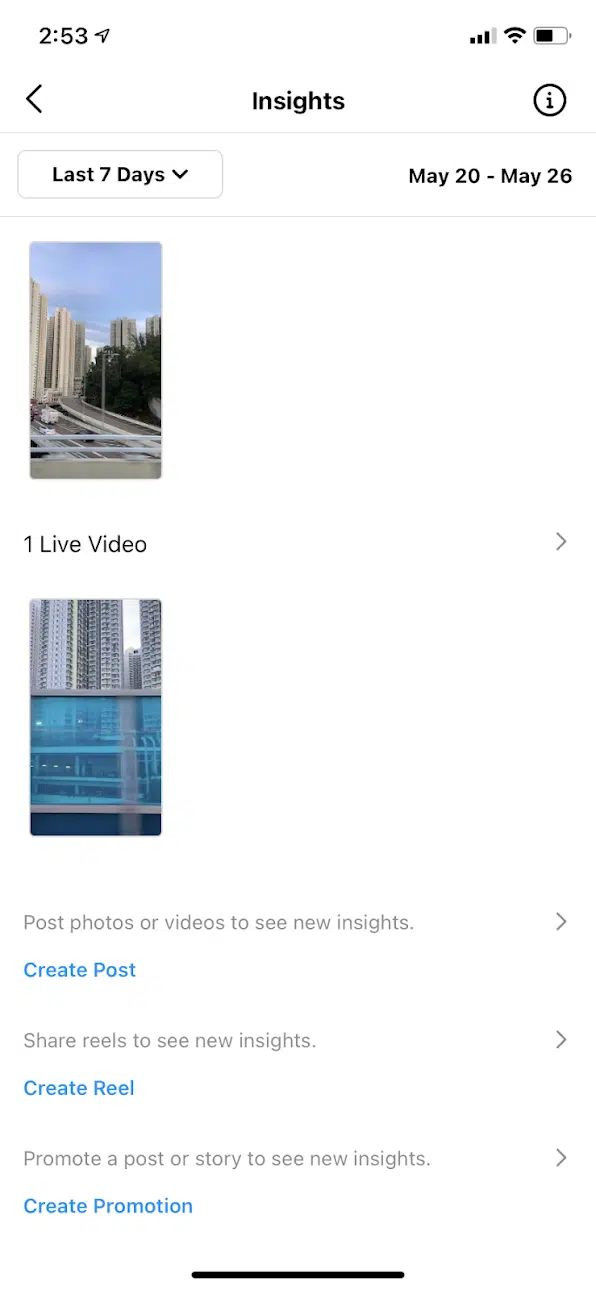 2:53
Insights
Last 7 Days
May 20 - May 26
1 Live Video
Post photos or videos to see new insights.
Create Post
Share reels to see new insights.
Create Reel
Promote a post or story to see new insights.
Create Promotion